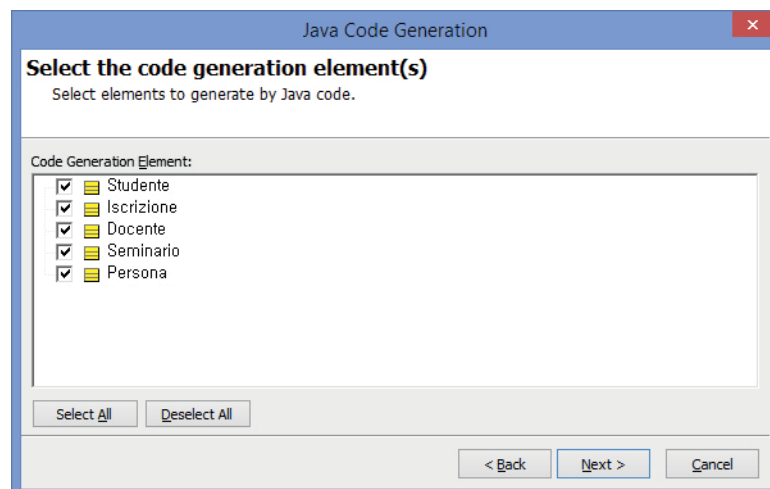 Java Code Generation
Select the code generation element(s)
Select elements to generate by Java code.
Code Generation Element:
Studente
Iscrizione
Docente
Seminario
Persona
Select All
Deselect All
< Back
Next >
Cancel